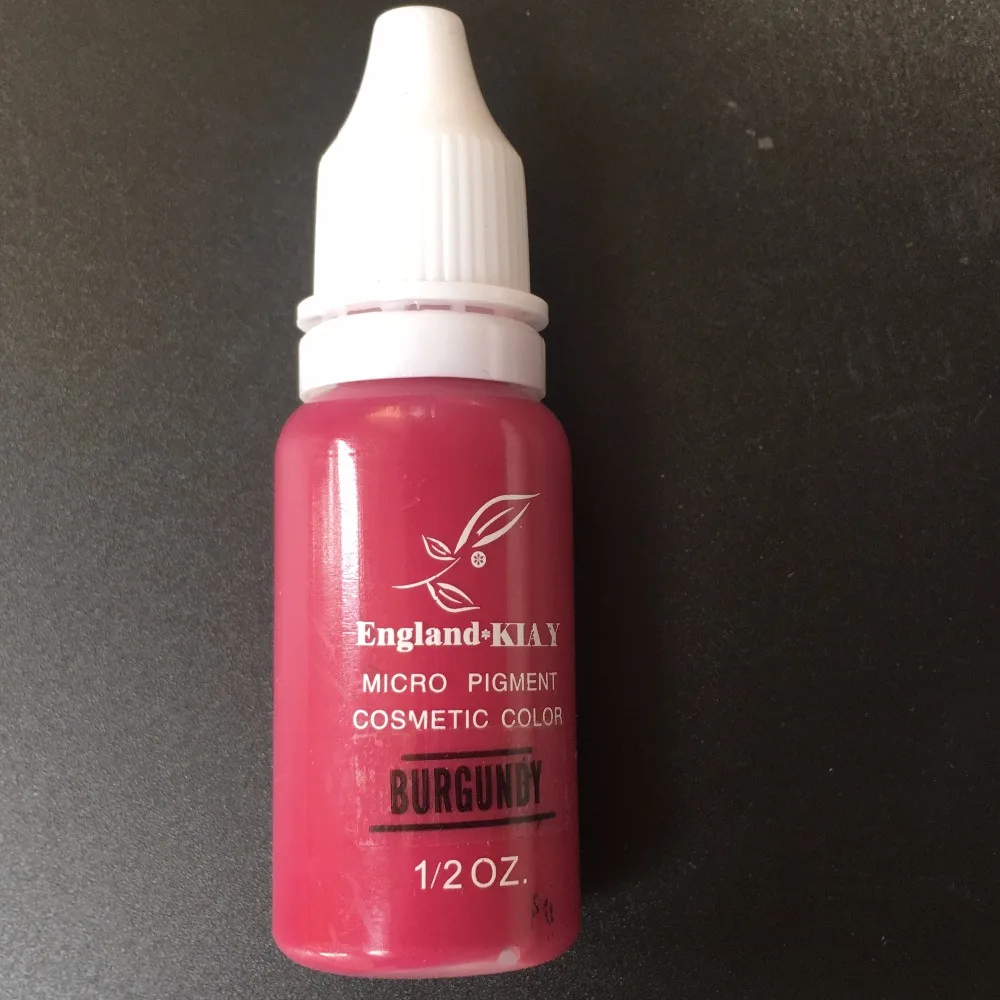 England*KIAY
MICRO PIGMENT
COSMETIC COLOR
BURGUNDY
1/2 OZ.